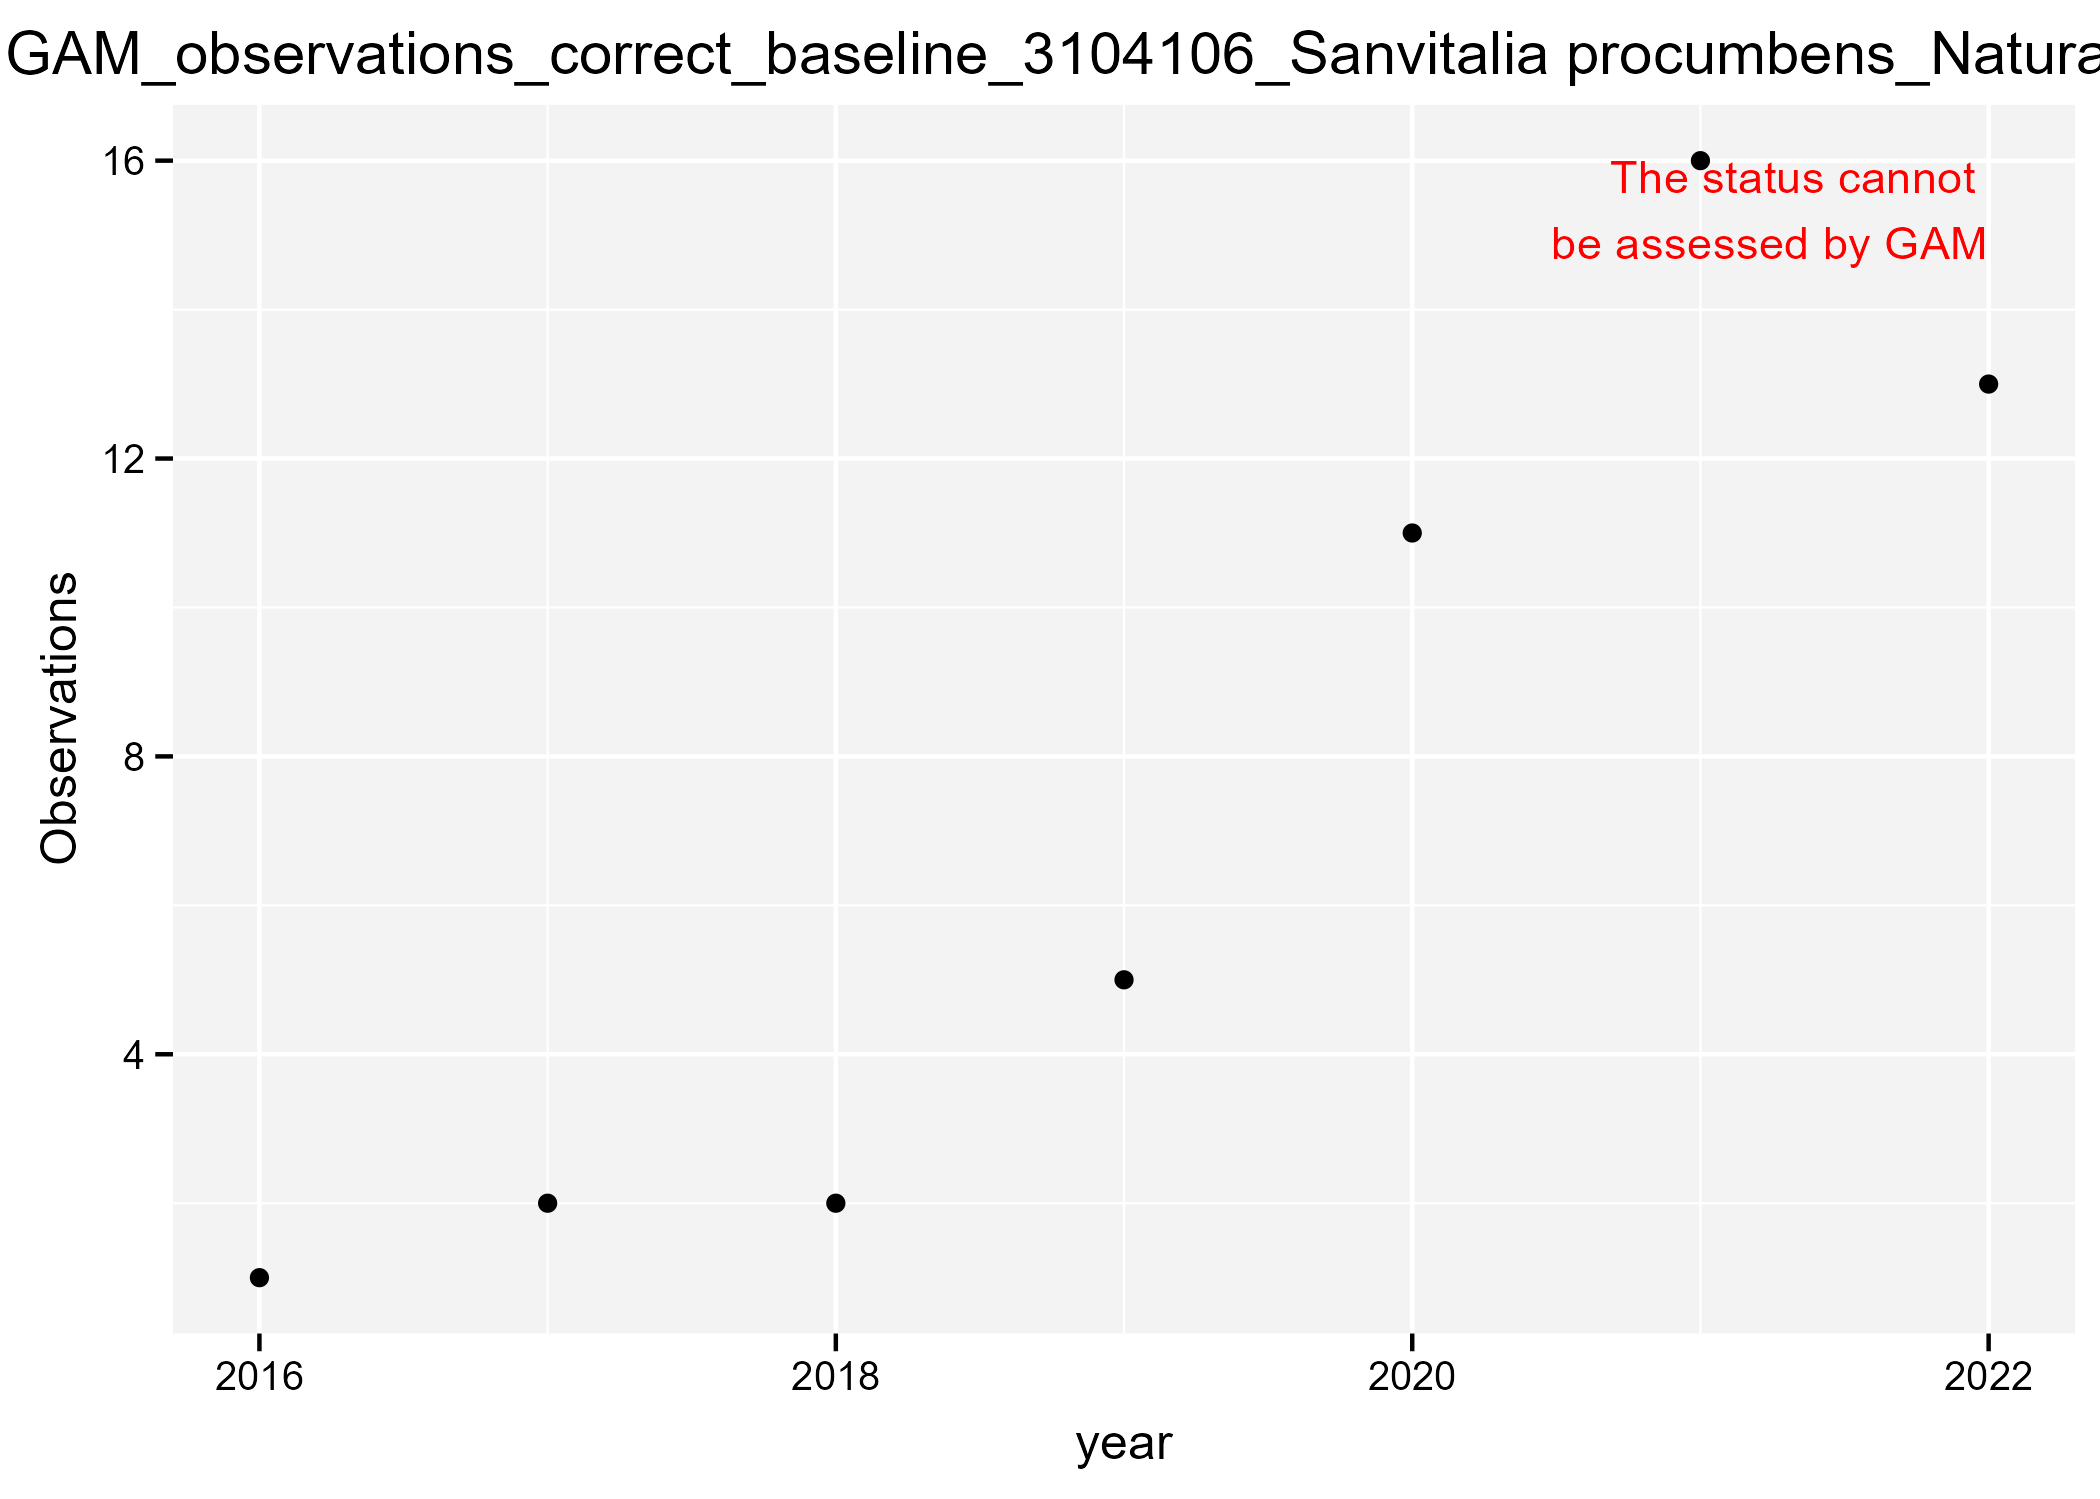 GAM_observations_correct_baseline_3104106_Sanvitalia procumbens_Natura
16
The status cannot
be assessed by GAM
12
8
4
Observations
2016 2018 2020 2022
year